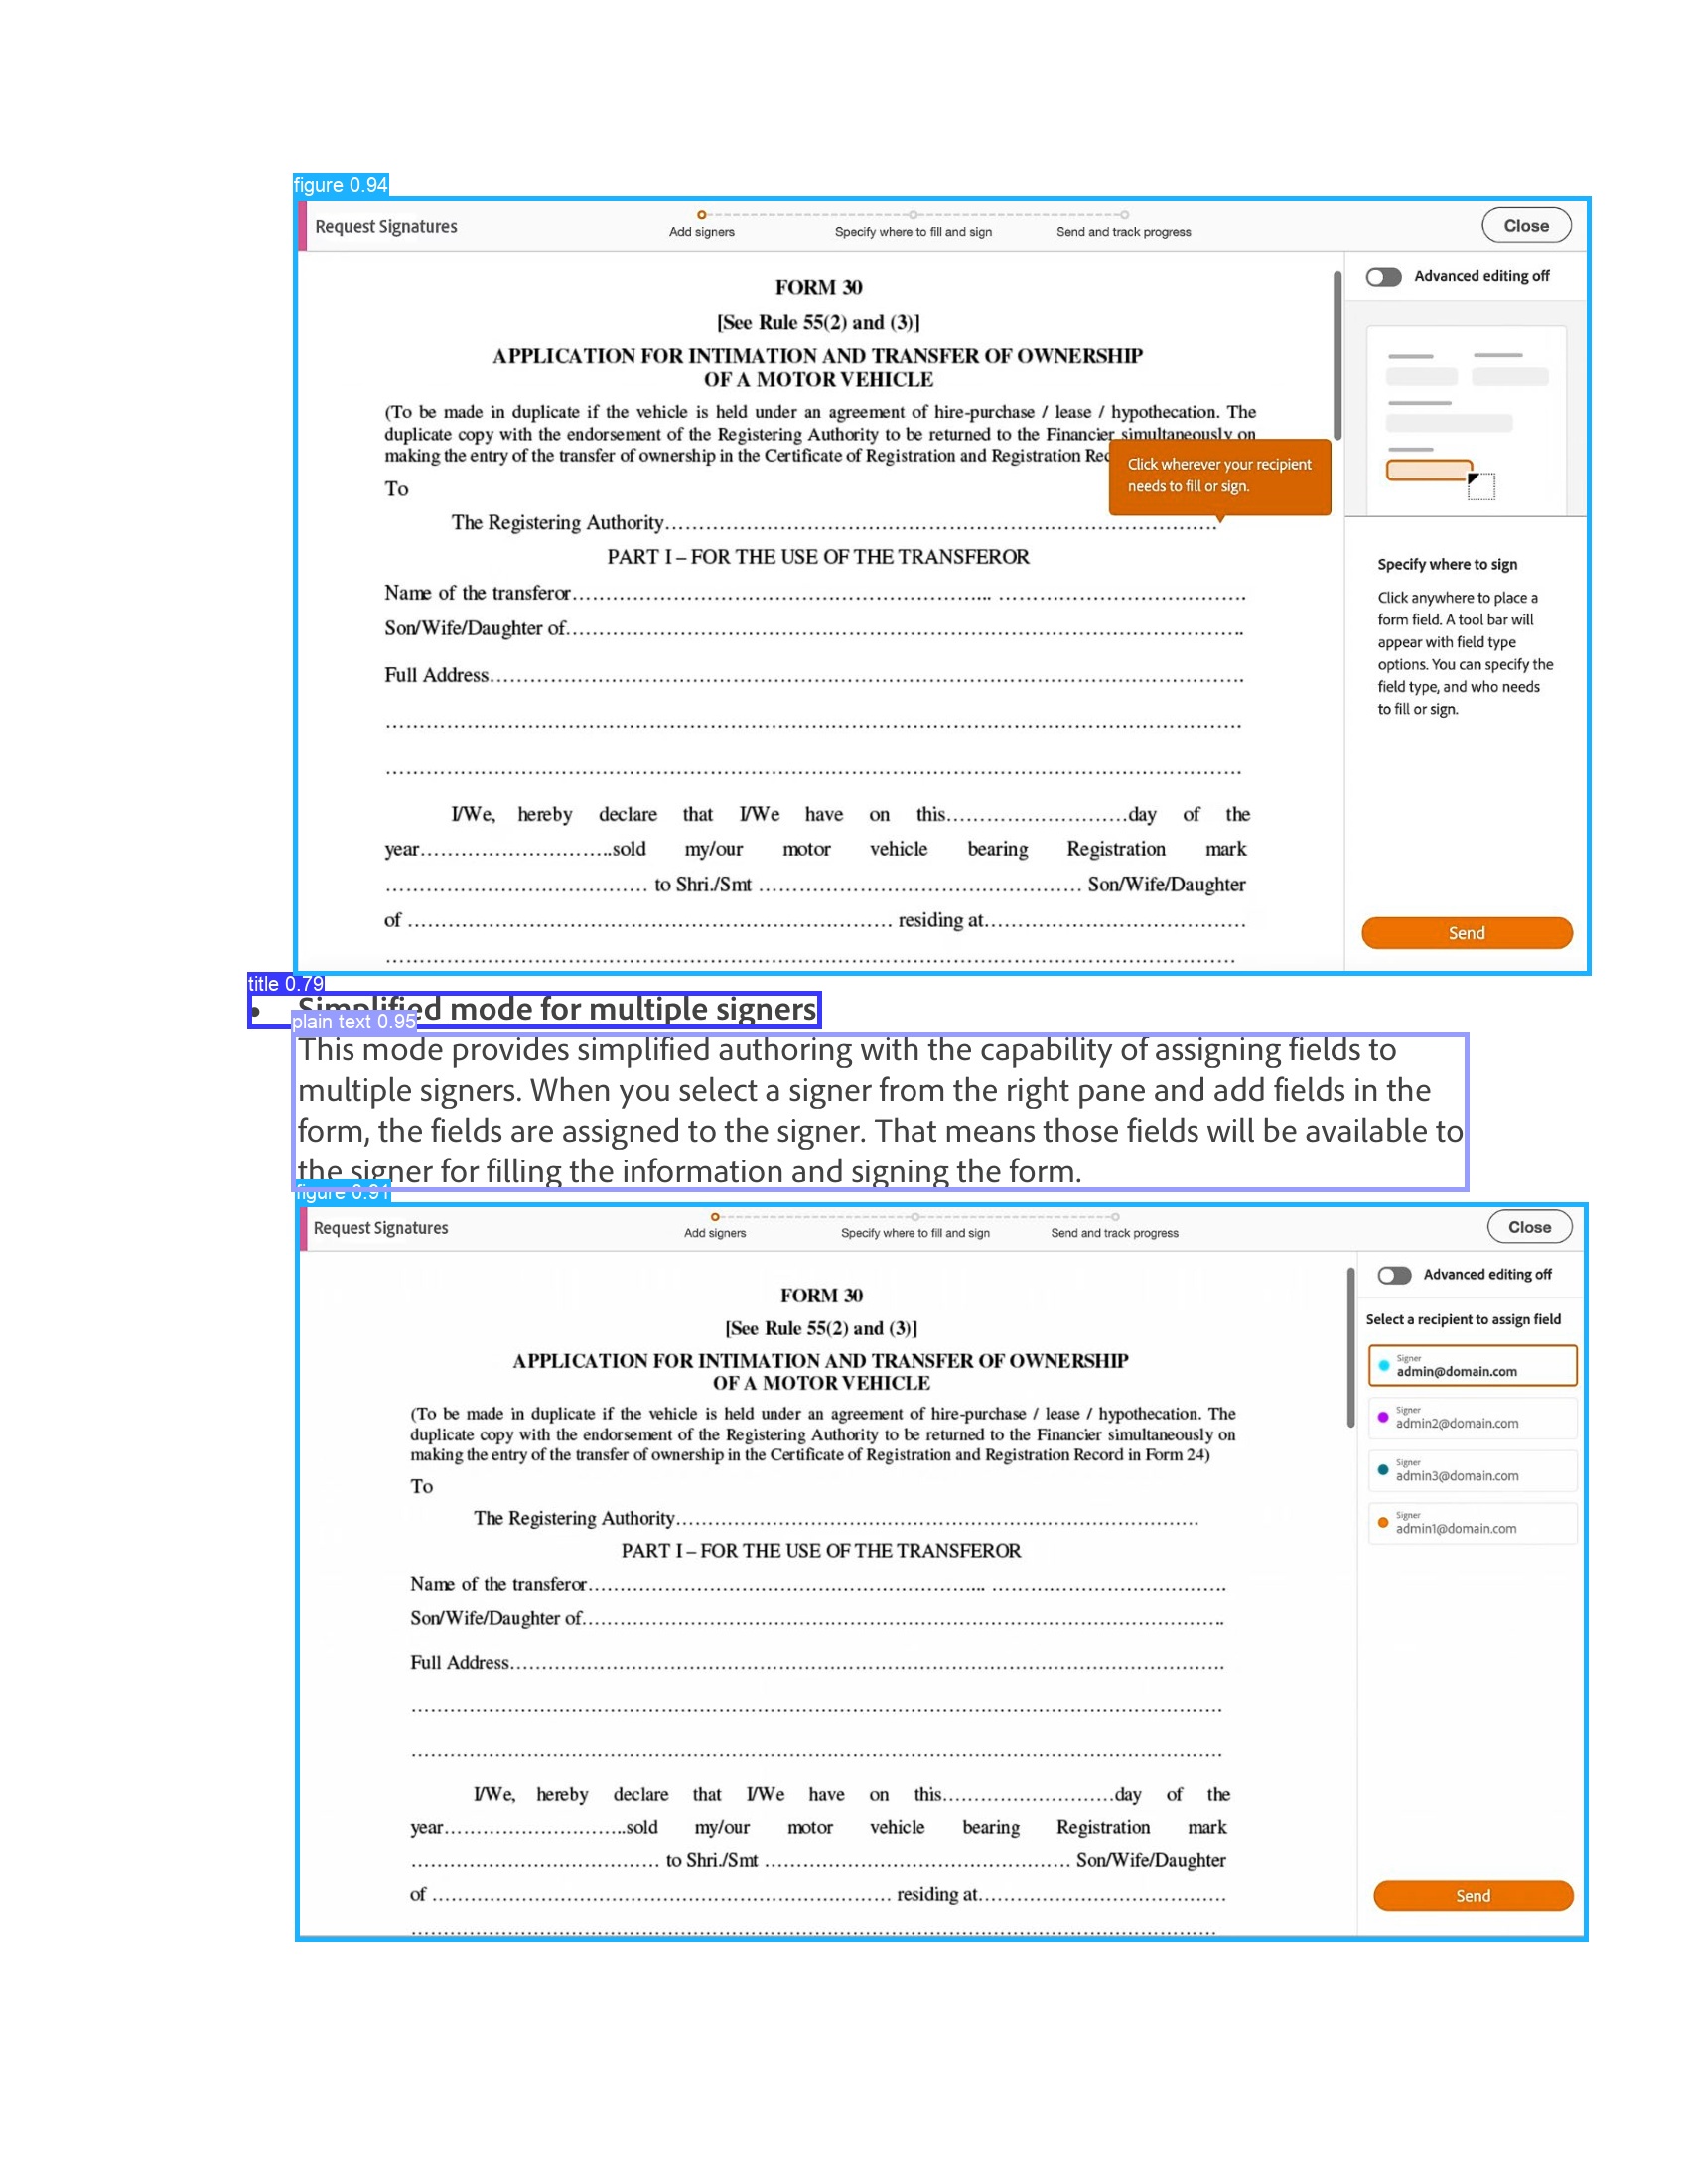 figure 0.94
Request Signatures
Add signers
Specify where to fill and sign
Send and track progress
Close
FORM 30
[See Rule 55(2) and (3)]
APPLICATION FOR INTIMATION AND TRANSFER OF OWNERSHIP
OF A MOTOR VEHICLE
(To be made in duplicate if the vehicle is held under an agreement of hire-purchase / lease / hypothecation. The
duplicate copy with the endorsement of the Registering Authority to be returned to the Financier simultaneously on
making the entry of the transfer of ownership in the Certificate of Registration and Registration Rec
Click wherever your recipient
needs to fill or sign.
To
The Registering Authority....................
PART I – FOR THE USE OF THE TRANSFEROR
Name of the transferor....................
Son/Wife/Daughter of....................
Full Address....................
I/We, hereby declare that I/We have on this....................day of the
year....................sold my/our motor vehicle bearing Registration mark
.................... to Shri./Smt .................... Son/Wife/Daughter
of .................... residing at....................
Advanced editing off
Specify where to sign
Click anywhere to place a
form field. A tool bar will
appear with field type
options. You can specify the
field type, and who needs
to fill or sign.
Send
title 0.79
• Simplified mode for multiple signers
plain text 0.95
This mode provides simplified authoring with the capability of assigning fields to
multiple signers. When you select a signer from the right pane and add fields in the
form, the fields are assigned to the signer. That means those fields will be available to
the signer for filling the information and signing the form.
figure 0.91
Request Signatures
Add signers
Specify where to fill and sign
Send and track progress
Close
FORM 30
[See Rule 55(2) and (3)]
APPLICATION FOR INTIMATION AND TRANSFER OF OWNERSHIP
OF A MOTOR VEHICLE
(To be made in duplicate if the vehicle is held under an agreement of hire-purchase / lease / hypothecation. The
duplicate copy with the endorsement of the Registering Authority to be returned to the Financier simultaneously on
making the entry of the transfer of ownership in the Certificate of Registration and Registration Record in Form 24)
To
The Registering Authority....................
PART I – FOR THE USE OF THE TRANSFEROR
Name of the transferor....................
Son/Wife/Daughter of....................
Full Address....................
I/We, hereby declare that I/We have on this....................day of the
year....................sold my/our motor vehicle bearing Registration mark
.................... to Shri./Smt .................... Son/Wife/Daughter
of .................... residing at....................
Advanced editing off
Select a recipient to assign field
Signer
admin@domain.com
Signer
admin2@domain.com
Signer
admin3@domain.com
Signer
admin1@domain.com
Send